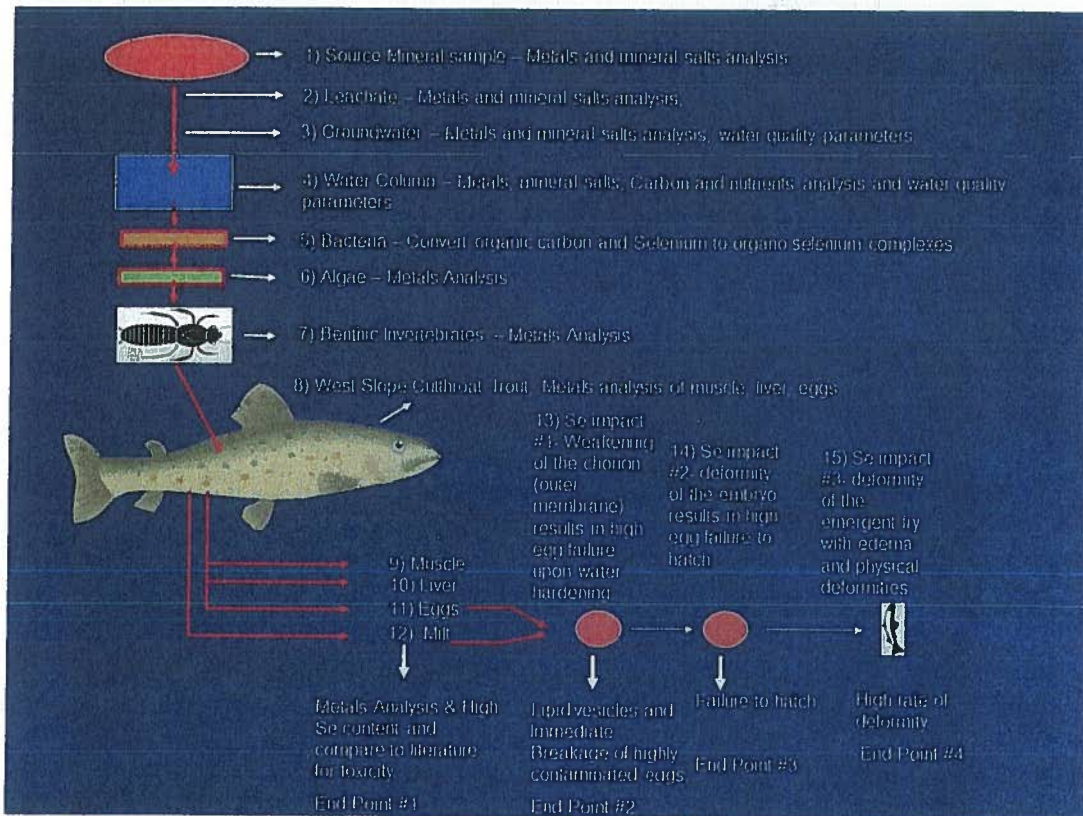 1) Source Mineral sample – Metals and mineral salts analysis
2) Leachate – Metals and mineral salts analysis,
3) Groundwater – Metals and mineral salts analysis, water quality parameters
4) Water Column – Metals, mineral salts, Carbon and nutrients analysis and water quality
parameters
5) Bacteria – Convert organic carbon and Selenium to organo selenium complexes
6) Algae – Metals Analysis
7) Benthic Invertebrates – Metals Analysis
8) West Slope Cutthroat Trout, Metals analysis of muscle, liver, eggs
13) Se impact
#1- Weakening
of the chorion
(outer
membrane)
results in high
egg failure
upon water
hardening
14) Se impact
#2- deformity
of the embryo
results in high
egg failure to
hatch
15) Se impact
#3- deformity
of the
emergent fry
with edema
and physical
deformities
9) Muscle
10) Liver
11) Eggs
12) Milt
Metals Analysis & High
Se content and
compare to literature
for toxicity
End Point #1
Lipid vesicles and
Immediate
Breakage of highly
contaminated eggs
End Point #2
Failure to hatch
End Point #3
High rate of
deformity
End Point #4